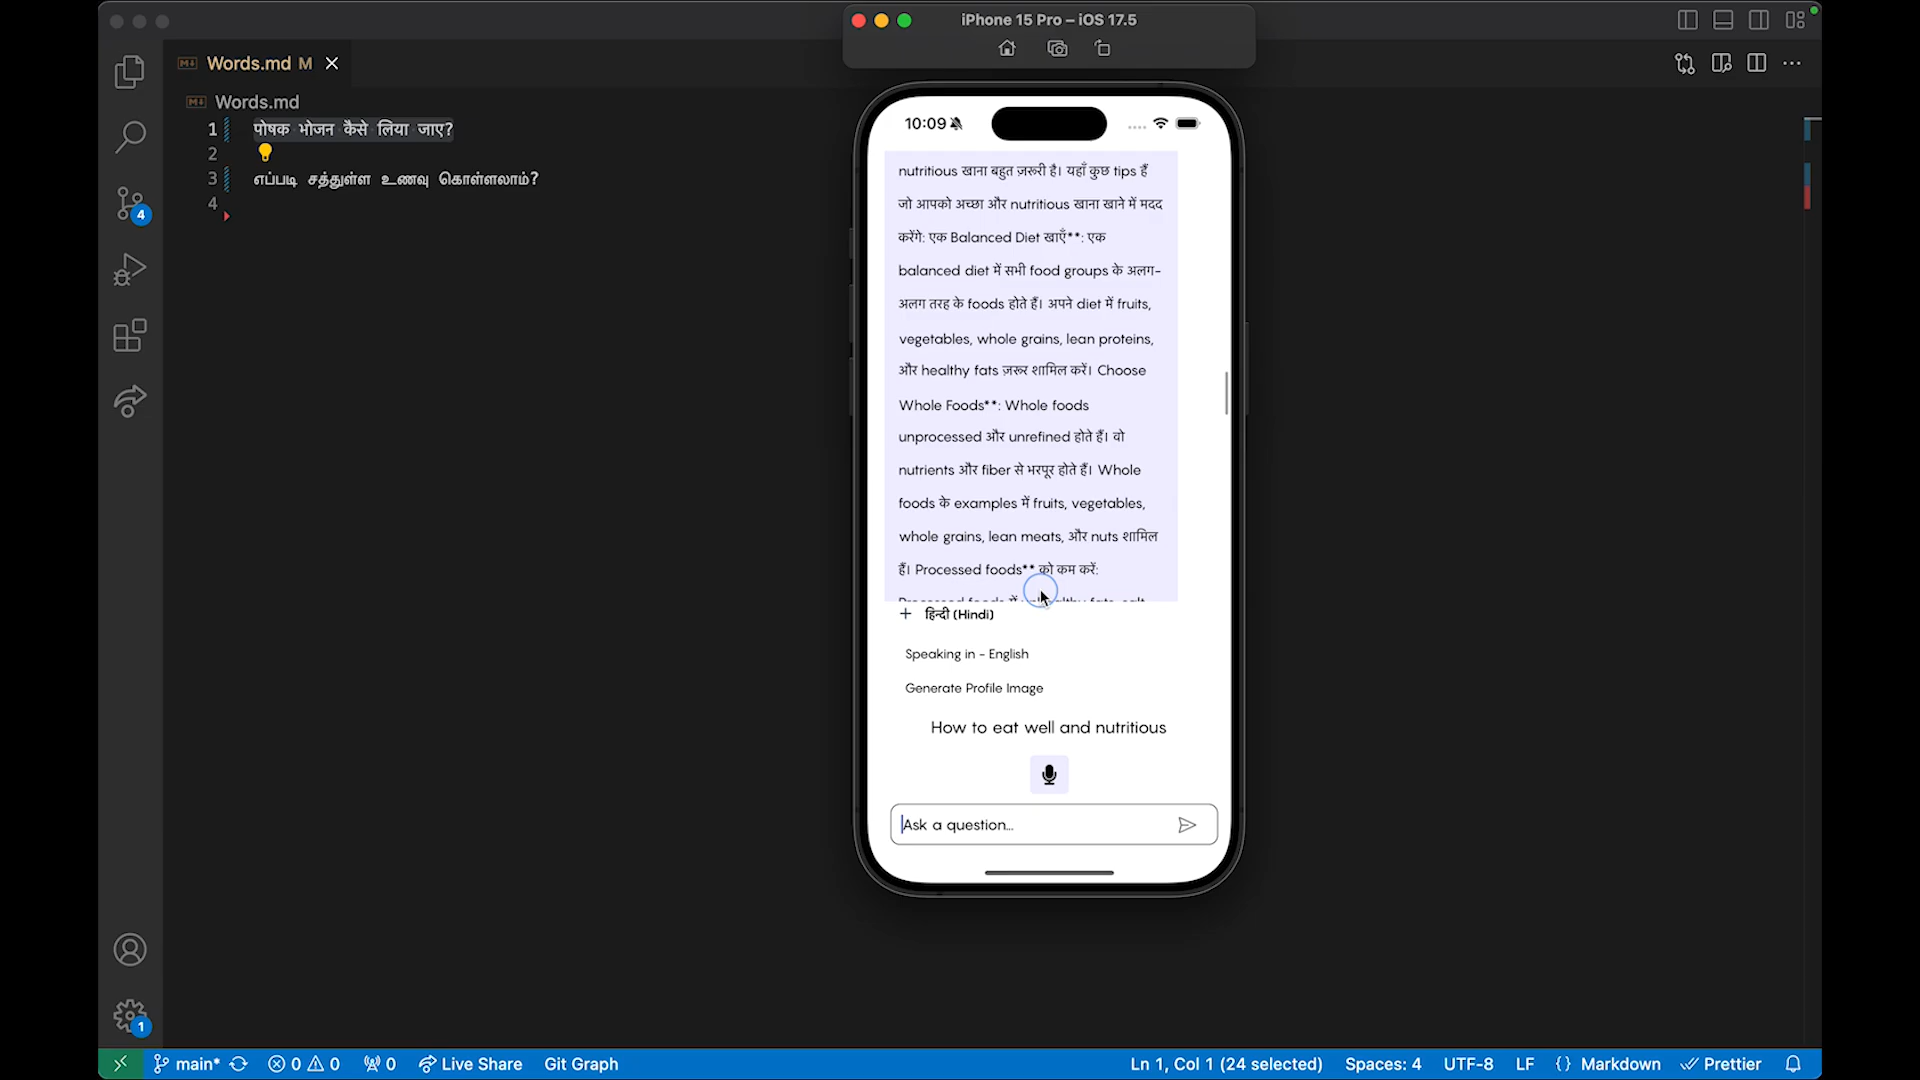 iPhone 15 Pro – iOS 17.5
Words.md M
Words.md
1 पोषक भोजन कैसे लिया जाए?
2
3 எப்படி சத்துள்ள உணவு கொள்ளலாம்?
4
4
1
10:09
nutritious खाना बहुत ज़रूरी है। यहाँ कुछ tips हैं
जो आपको अच्छा और nutritious खाना खाने में मदद
करेंगे: एक Balanced Diet खाएँ**: एक
balanced diet में सभी food groups के अलग-
अलग तरह के foods होते हैं। अपने diet में fruits,
vegetables, whole grains, lean proteins,
और healthy fats ज़रूर शामिल करें। Choose
Whole Foods**: Whole foods
unprocessed और unrefined होते हैं। वो
nutrients और fiber से भरपूर होते हैं। Whole
foods के examples में fruits, vegetables,
whole grains, lean meats, और nuts शामिल
हैं। Processed foods** को कम करें:
+ हिन्दी (Hindi)
Speaking in - English
Generate Profile Image
How to eat well and nutritious
Ask a question...
main* 0 0 0 Live Share Git Graph Ln 1, Col 1 (24 selected) Spaces: 4 UTF-8 LF {} Markdown Prettier